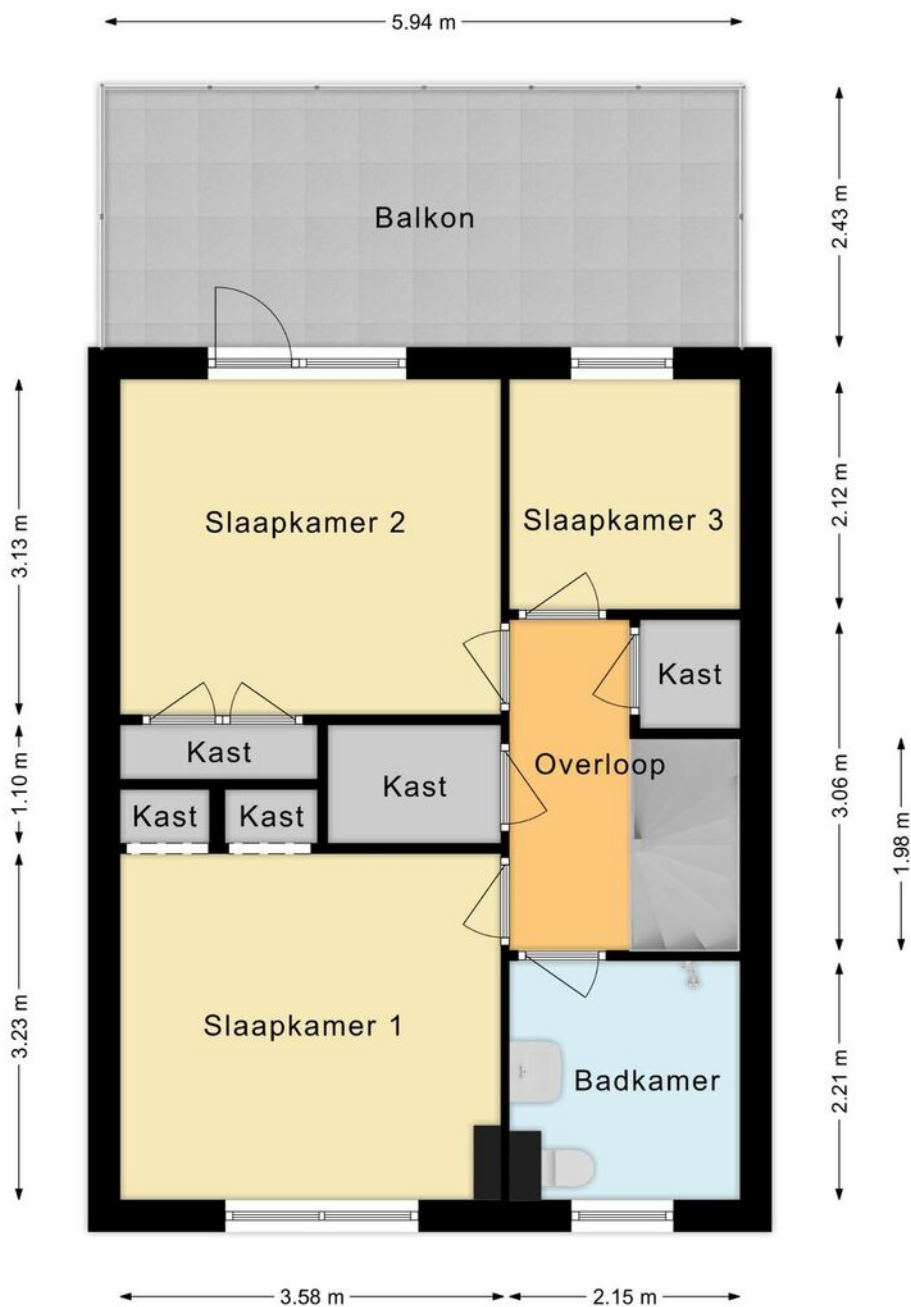 5.94 m
Balkon
2.43 m
Slaapkamer 2
Slaapkamer 3
3.13 m
2.12 m
Kast
Kast
Overloop
Kast
1.10 m
3.06 m
1.98 m
Kast
Kast
Slaapkamer 1
3.23 m
Badkamer
2.21 m
3.58 m
2.15 m